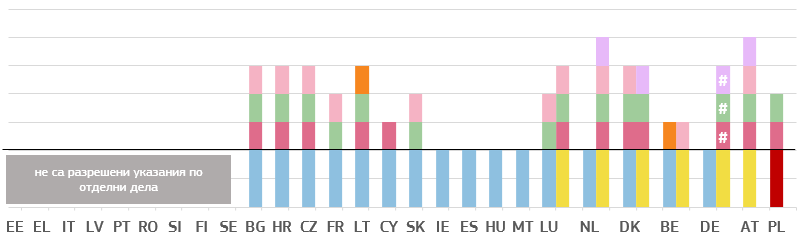 #
#
#
не са разрешени указания по
отделни дела
EE EL IT LV PT RO SI FI SE BG HR CZ FR LT CY SK IE ES HU MT LU NL DK BE DE AT PL